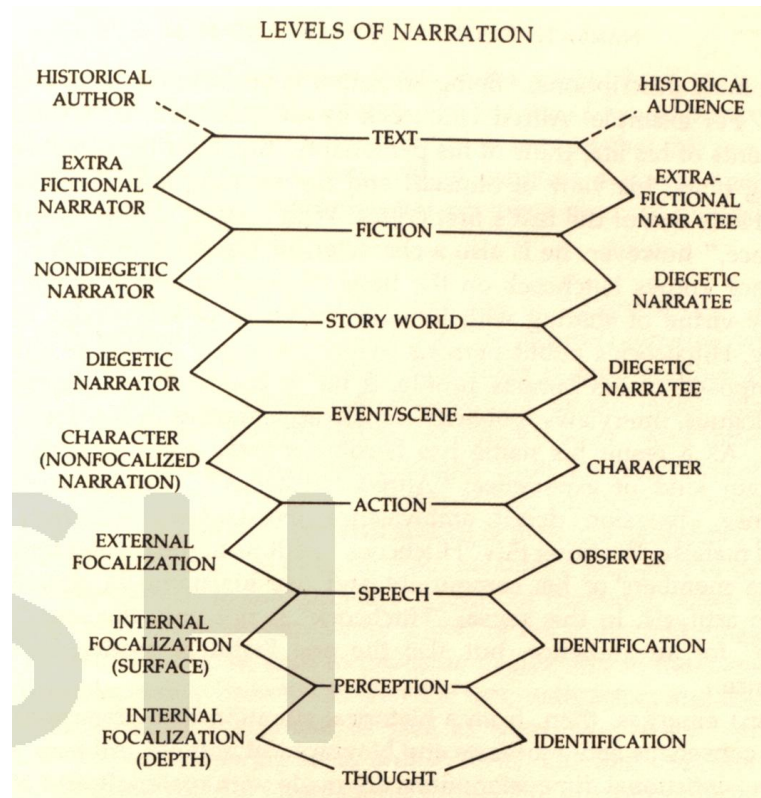 LEVELS OF NARRATION
HISTORICAL
AUTHOR
HISTORICAL
AUDIENCE
TEXT
EXTRA
FICTIONAL
NARRATOR
EXTRA-
FICTIONAL
NARRATEE
FICTION
NONDIEGETIC
NARRATOR
DIEGETIC
NARRATEE
STORY WORLD
DIEGETIC
NARRATOR
DIEGETIC
NARRATEE
EVENT/SCENE
CHARACTER
(NONFOCALIZED
NARRATION)
CHARACTER
ACTION
EXTERNAL
FOCALIZATION
OBSERVER
SPEECH
INTERNAL
FOCALIZATION
(SURFACE)
IDENTIFICATION
PERCEPTION
INTERNAL
FOCALIZATION
(DEPTH)
IDENTIFICATION
THOUGHT
SH